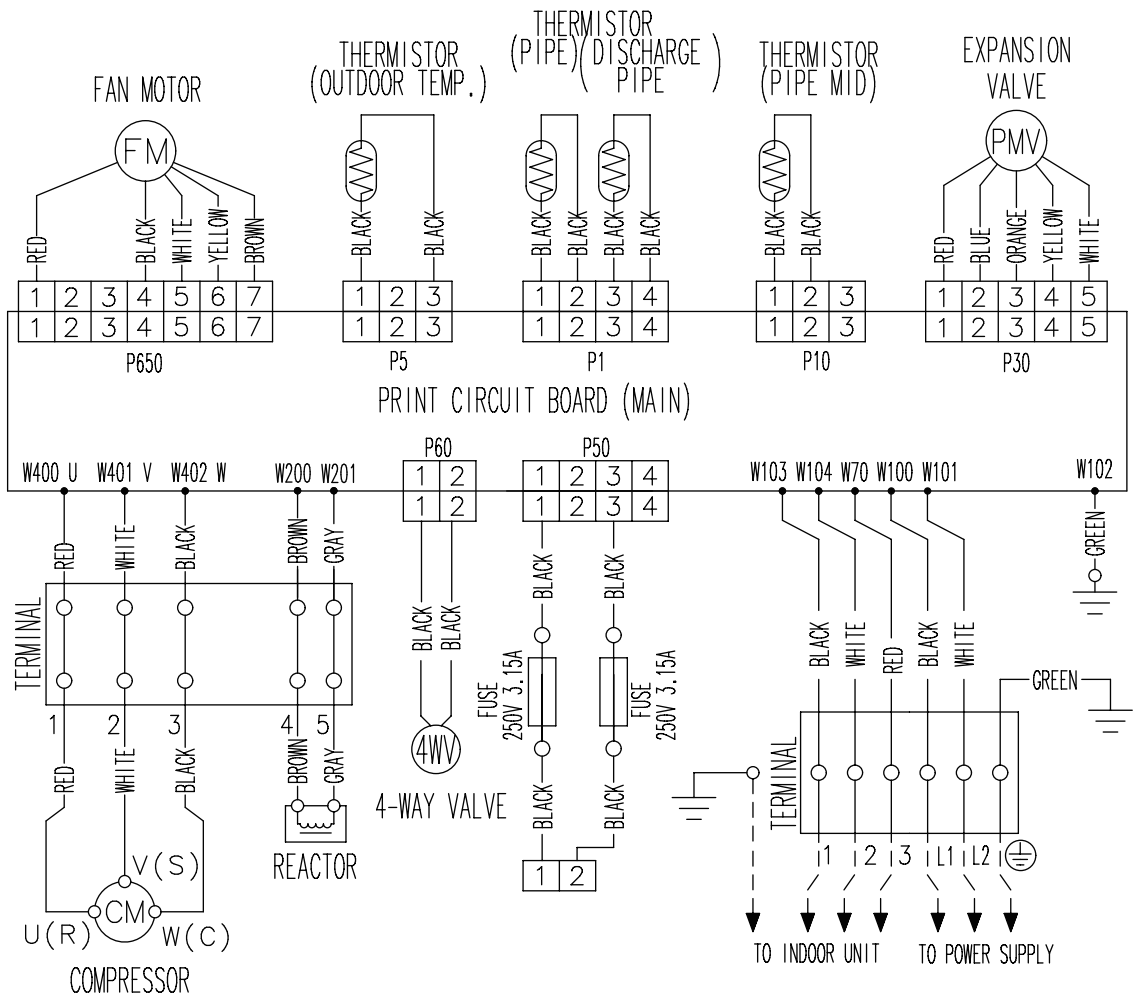 THERMISTOR
(PIPE) (DISCHARGE
PIPE)
THERMISTOR
(OUTDOOR TEMP.)
THERMISTOR
(PIPE MID)
EXPANSION
VALVE
FAN MOTOR
FM
PMV
RED BLACK WHITE YELLOW BROWN
BLACK BLACK
BLACK BLACK BLACK BLACK
BLACK BLACK
RED BLUE ORANGE YELLOW WHITE
1 2 3 4 5 6 7
1 2 3 4 5 6 7
P650
1 2 3
1 2 3
P5
1 2 3 4
1 2 3 4
P1
1 2 3
1 2 3
P10
1 2 3 4 5
1 2 3 4 5
P30
PRINT CIRCUIT BOARD (MAIN)
W400 U W401 V W402 W W200 W201
P60
1 2
1 2
P50
1 2 3 4
1 2 3 4
W103 W104 W70 W100 W101 W102
RED WHITE BLACK BROWN GRAY
BLACK BLACK
BLACK BLACK
GREEN
TERMINAL
1 2 3 4 5
RED WHITE BLACK BROWN GRAY
FUSE
250V 3.15A
FUSE
250V 3.15A
BLACK WHITE RED BLACK WHITE
GREEN
4WV
4-WAY VALVE
BLACK BLACK
1 2
REACTOR
V(S)
CM
U(R) W(C)
COMPRESSOR
TERMINAL
1 2 3 L1 L2
TO INDOOR UNIT TO POWER SUPPLY